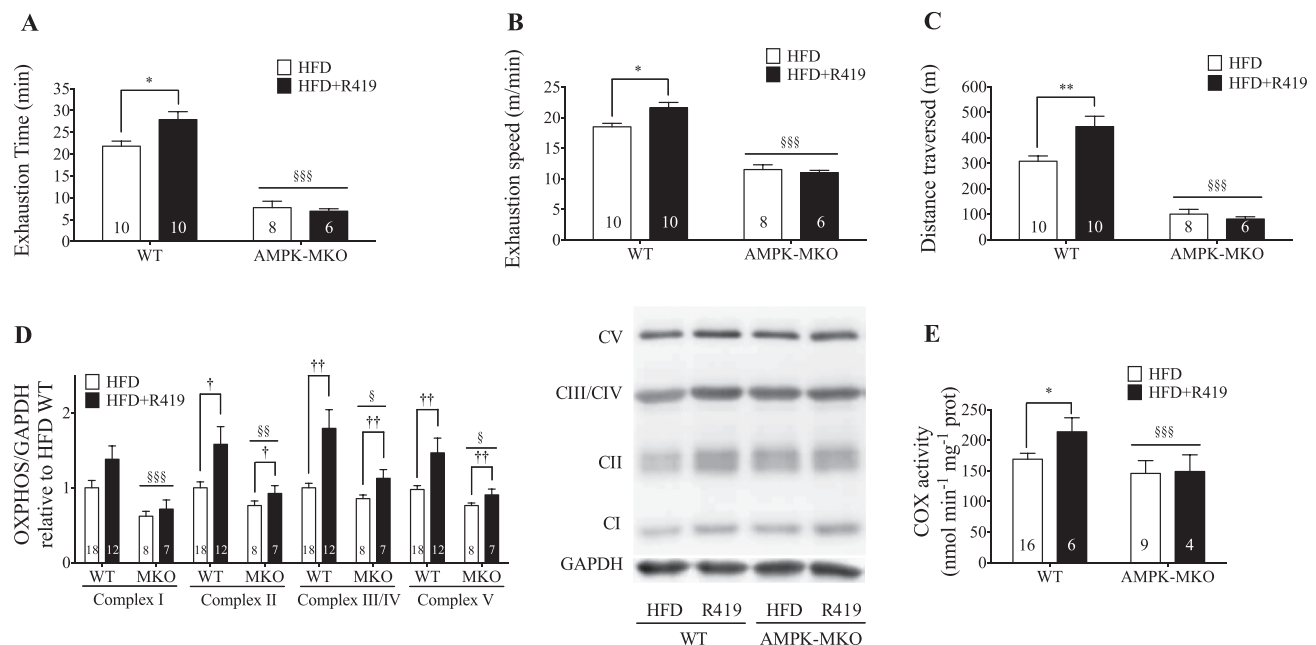 A
HFD
HFD+R419
Exhaustion Time (min)
35
30
25
20
15
10
5
0
*
§§§
10
10
8
6
WT
AMPK-MKO
B
HFD
HFD+R419
Exhaustion speed (m/min)
25
20
15
10
5
0
*
§§§
10
10
8
6
WT
AMPK-MKO
C
HFD
HFD+R419
Distance traversed (m)
600
500
400
300
200
100
0
**
§§§
10
10
8
6
WT
AMPK-MKO
D
HFD
HFD+R419
OXPHOS/GAPDH
relative to HFD WT
2
1
0
§§§
†
§§
†
††
§
††
††
§
††
18 12 8 7 18 12 8 7 18 12 8 7 18 12 8 7
WT MKO WT MKO WT MKO WT MKO
Complex I Complex II Complex III/IV Complex V
CV
CIII/CIV
CII
CI
GAPDH
HFD R419 HFD R419
WT AMPK-MKO
E
HFD
HFD+R419
COX activity
(nmol min-1 mg-1 prot)
250
200
150
100
50
0
*
§§§
16
6
9
4
WT
AMPK-MKO